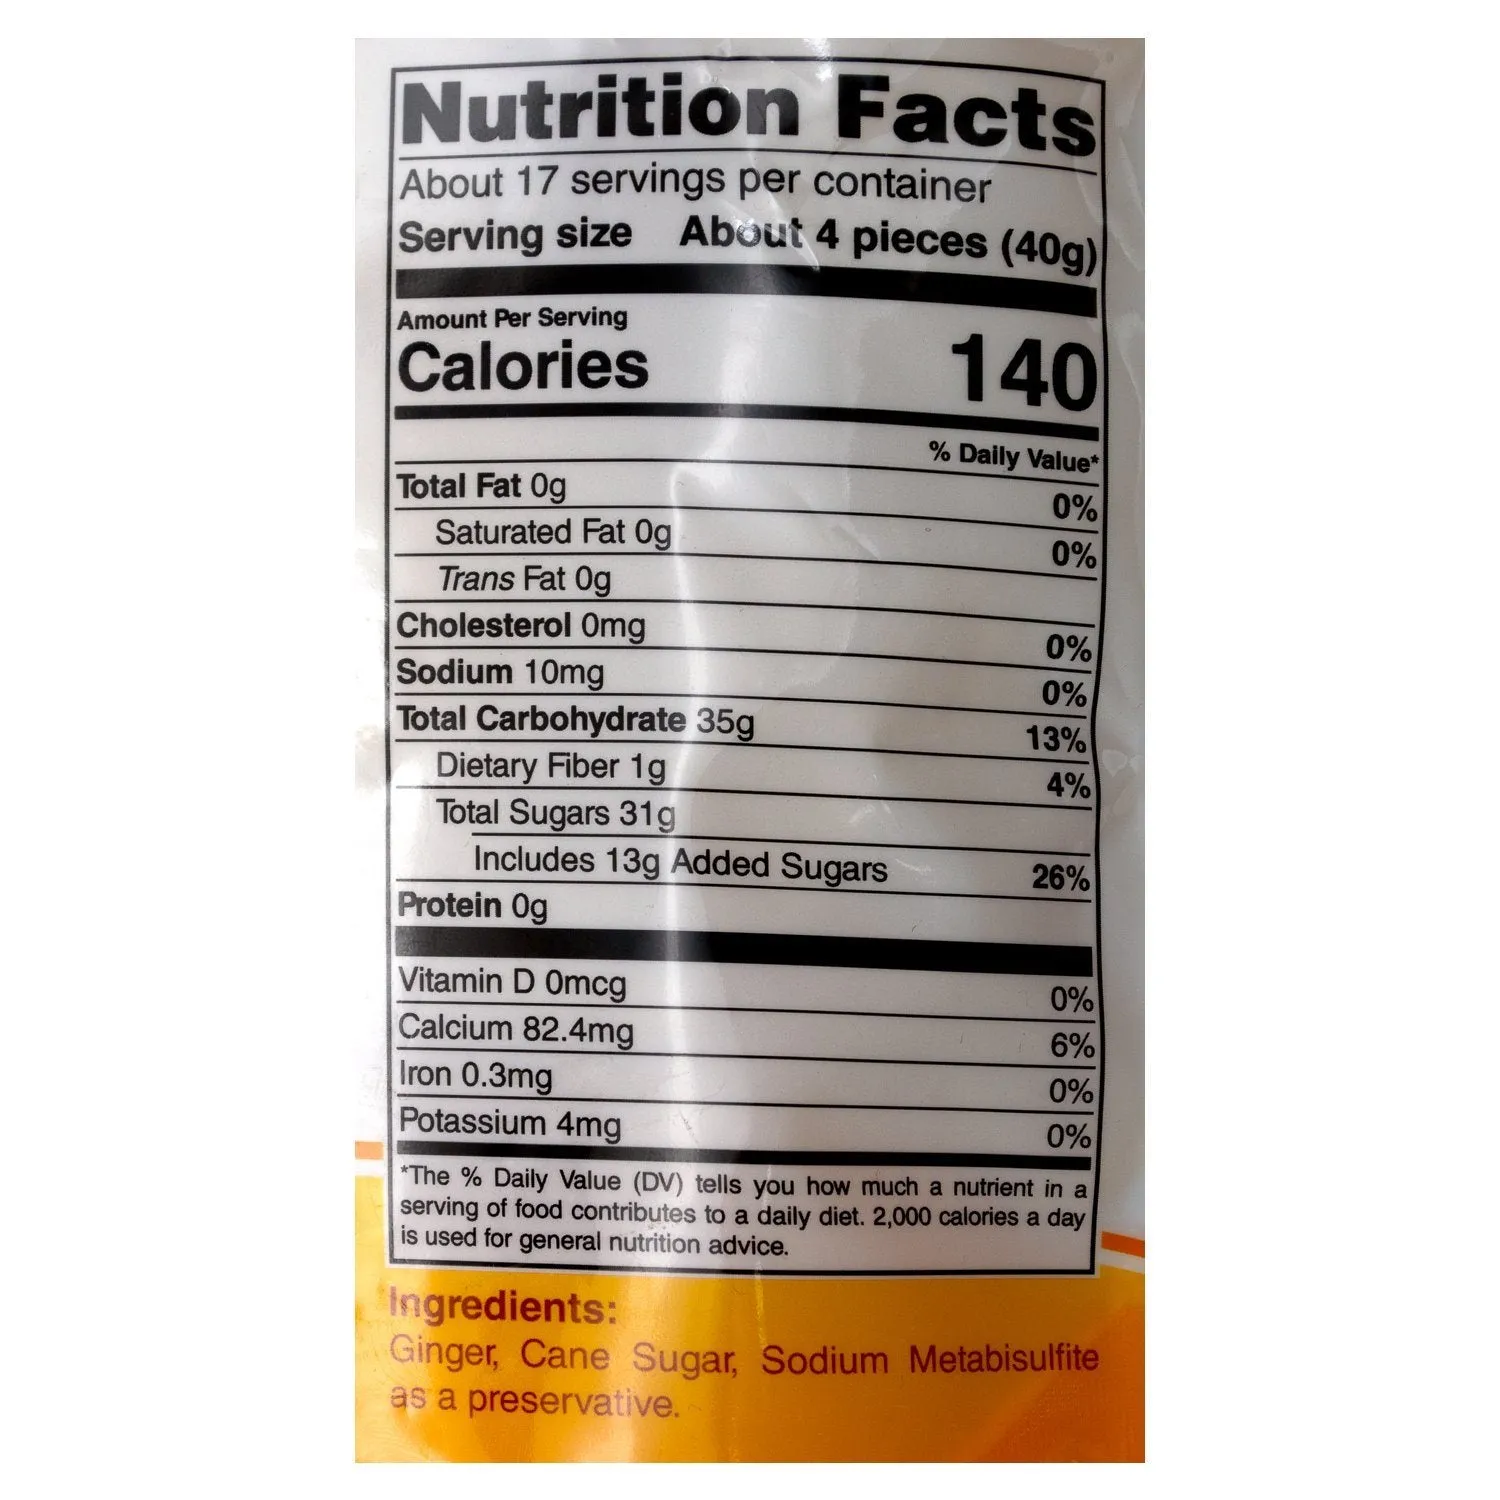 Nutrition Facts
About 17 servings per container
Serving size About 4 pieces (40g)
Amount Per Serving
Calories 140
% Daily Value*
Total Fat 0g 0%
Saturated Fat 0g 0%
Trans Fat 0g
Cholesterol 0mg 0%
Sodium 10mg 0%
Total Carbohydrate 35g 13%
Dietary Fiber 1g 4%
Total Sugars 31g
Includes 13g Added Sugars 26%
Protein 0g
Vitamin D 0mcg 0%
Calcium 82.4mg 6%
Iron 0.3mg 0%
Potassium 4mg 0%
*The % Daily Value (DV) tells you how much a nutrient in a
serving of food contributes to a daily diet. 2,000 calories a day
is used for general nutrition advice.
Ingredients:
Ginger, Cane Sugar, Sodium Metabisulfite
as a preservative.